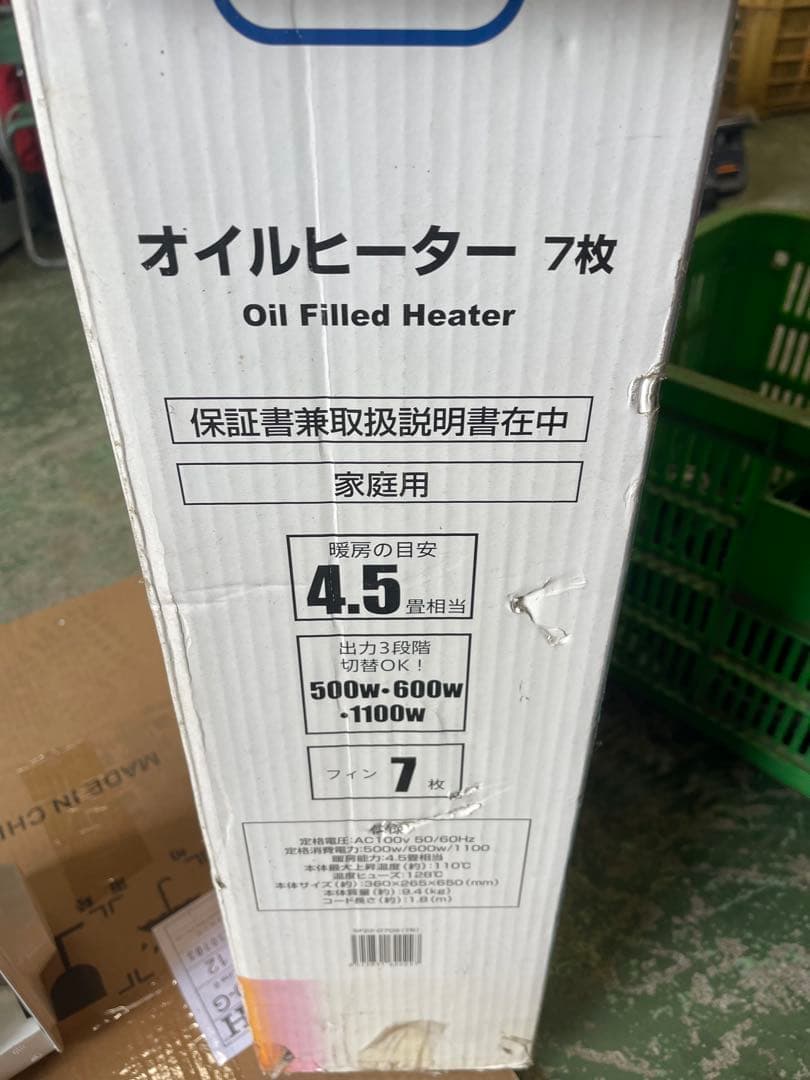 オイルヒーター 7枚
Oil Filled Heater
保証書兼取扱説明書在中
家庭用
暖房の目安
4.5畳相当
出力3段階
切替OK!
500w・600w
・1100w
フィン 7枚
仕様
定格電圧:AC100v 50/60Hz
定格消費電力:500w/600w/1100
暖房能力:4.5畳相当
本体最大上昇温度(約):110℃
温度ヒューズ:128℃
本体サイズ(約):360×265×650(mm)
本体質量(約):9.4(kg)
コード長さ(約):1.8(m)
MADE IN CHI
12